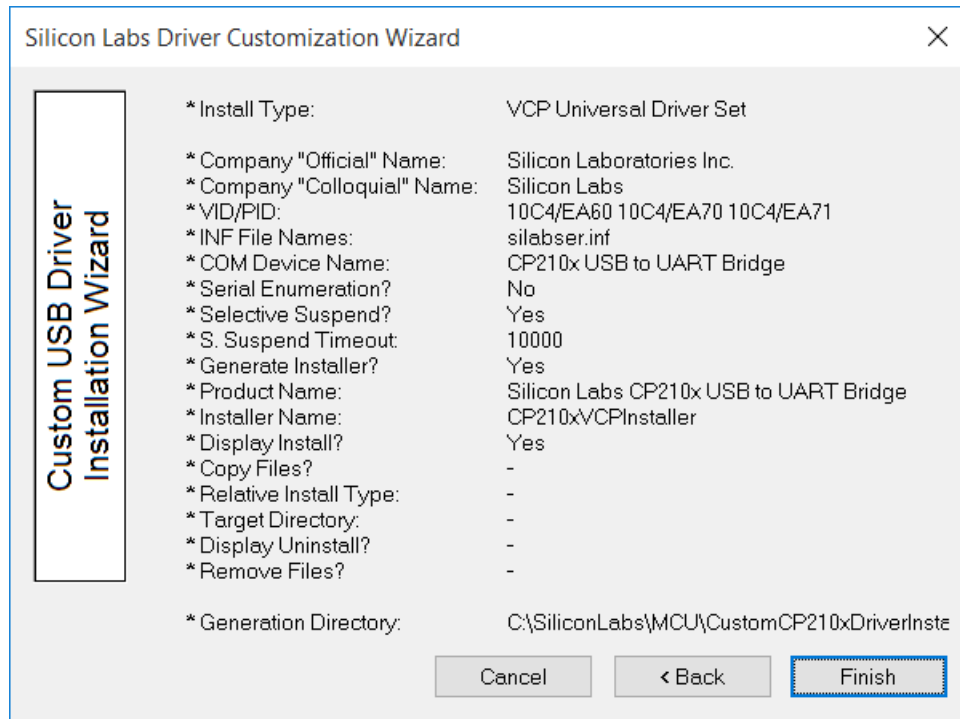 Silicon Labs Driver Customization Wizard
Custom USB Driver
Installation Wizard
* Install Type: VCP Universal Driver Set
* Company "Official" Name: Silicon Laboratories Inc.
* Company "Colloquial" Name: Silicon Labs
* VID/PID: 10C4/EA60 10C4/EA70 10C4/EA71
* INF File Names: silabser.inf
* COM Device Name: CP210x USB to UART Bridge
* Serial Enumeration? No
* Selective Suspend? Yes
* S. Suspend Timeout: 10000
* Generate Installer? Yes
* Product Name: Silicon Labs CP210x USB to UART Bridge
* Installer Name: CP210xVCPInstaller
* Display Install? Yes
* Copy Files? -
* Relative Install Type: -
* Target Directory: -
* Display Uninstall? -
* Remove Files? -
* Generation Directory: C:\SiliconLabs\MCU\CustomCP210xDriverInsta
Cancel < Back Finish